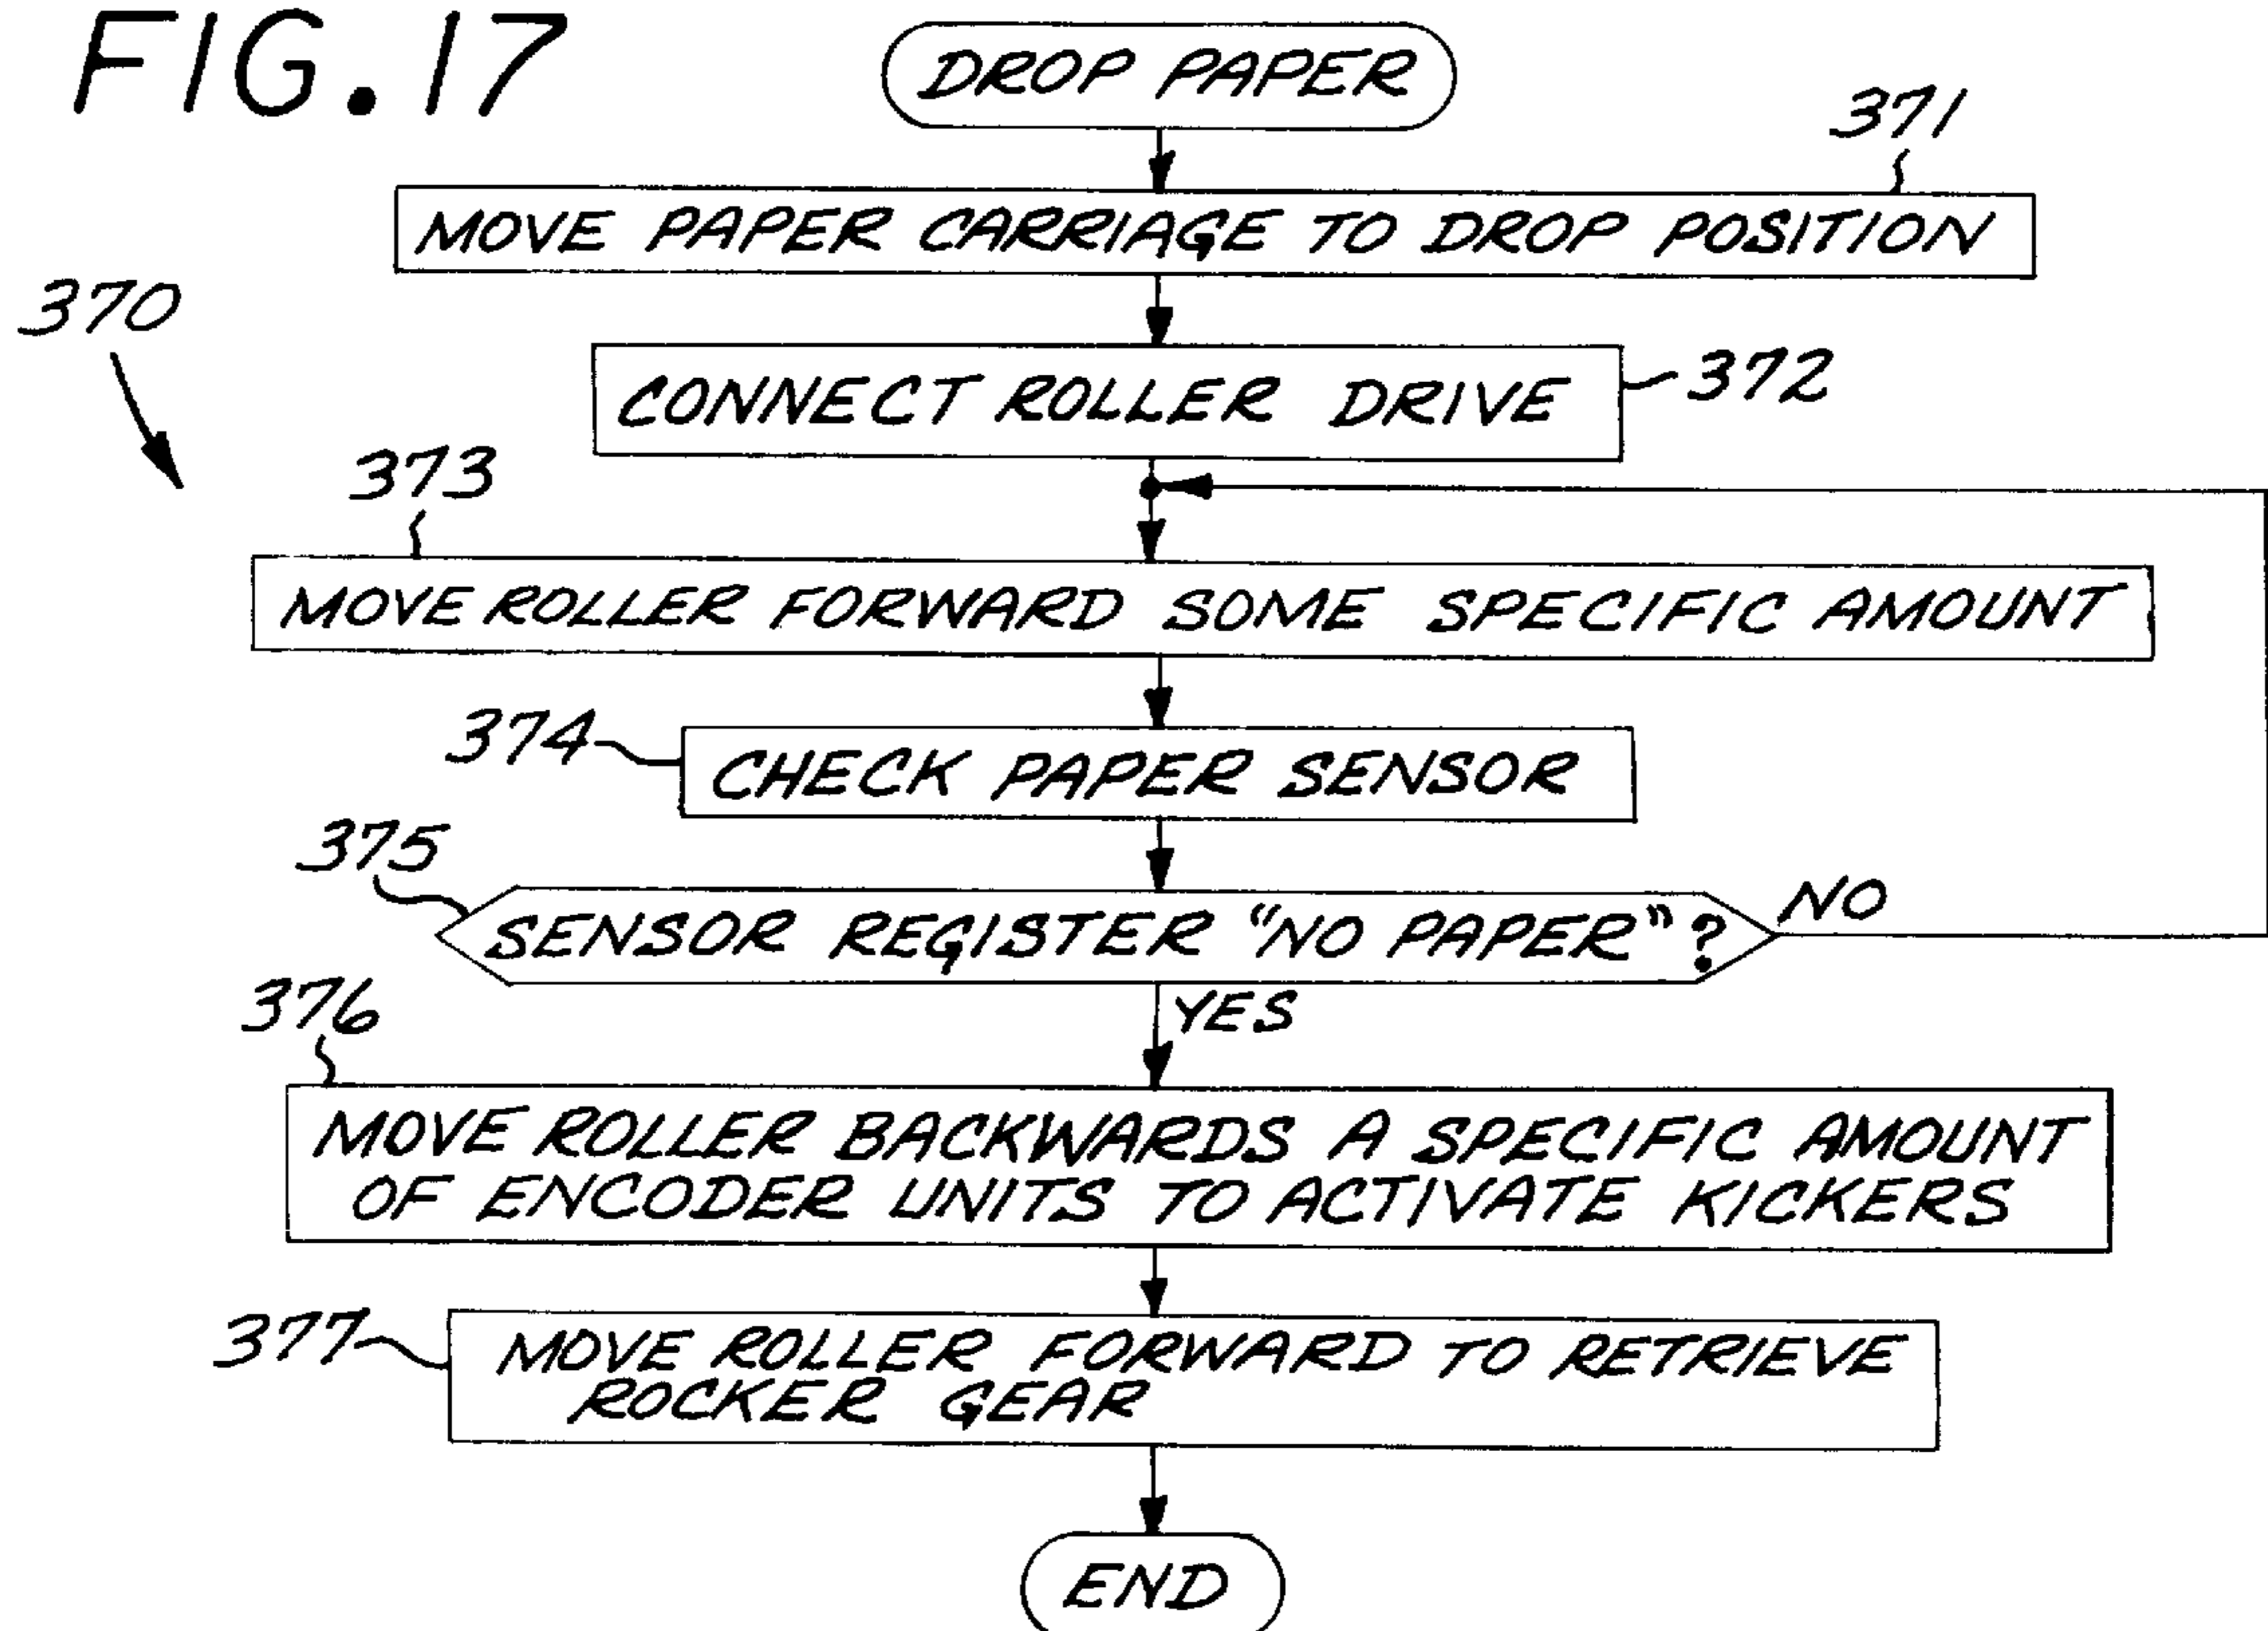 FIG. 17
DROP PAPER
371
MOVE PAPER CARRIAGE TO DROP POSITION
370
CONNECT ROLLER DRIVE
372
373
MOVE ROLLER FORWARD SOME SPECIFIC AMOUNT
374
CHECK PAPER SENSOR
375
SENSOR REGISTER "NO PAPER"?
NO
376
YES
MOVE ROLLER BACKWARDS A SPECIFIC AMOUNT
OF ENCODER UNITS TO ACTIVATE KICKERS
377
MOVE ROLLER FORWARD TO RETRIEVE
ROCKER GEAR
END